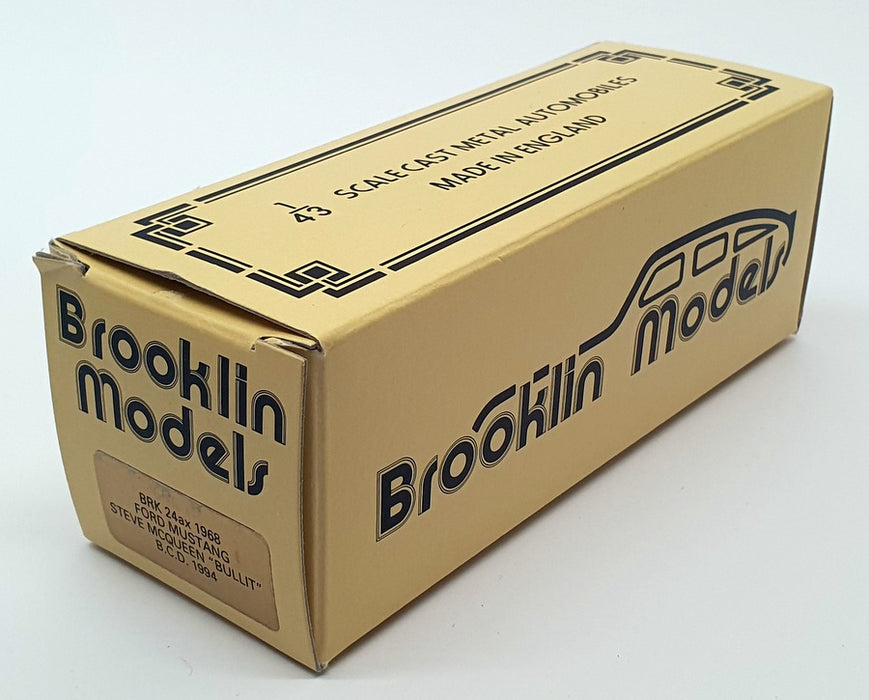 1
43 SCALE CAST METAL AUTOMOBILES
MADE IN ENGLAND
Brooklin Models
Brooklin
Models
BRK 24ax 1968
FORD MUSTANG
STEVE MCQUEEN "BULLIT"
B.C.D. 1994